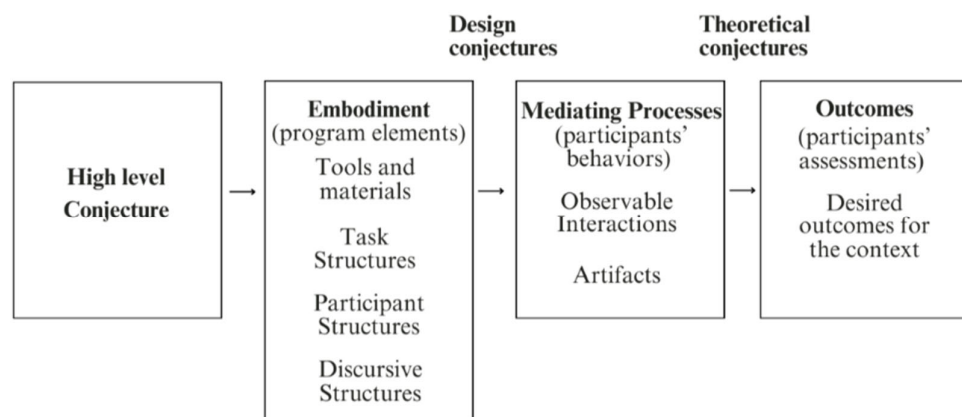 Design
conjectures
Theoretical
conjectures
High level
Conjecture
Embodiment
(program elements)
Tools and
materials
Task
Structures
Participant
Structures
Discursive
Structures
Mediating Processes
(participants'
behaviors)
Observable
Interactions
Artifacts
Outcomes
(participants'
assessments)
Desired
outcomes for
the context